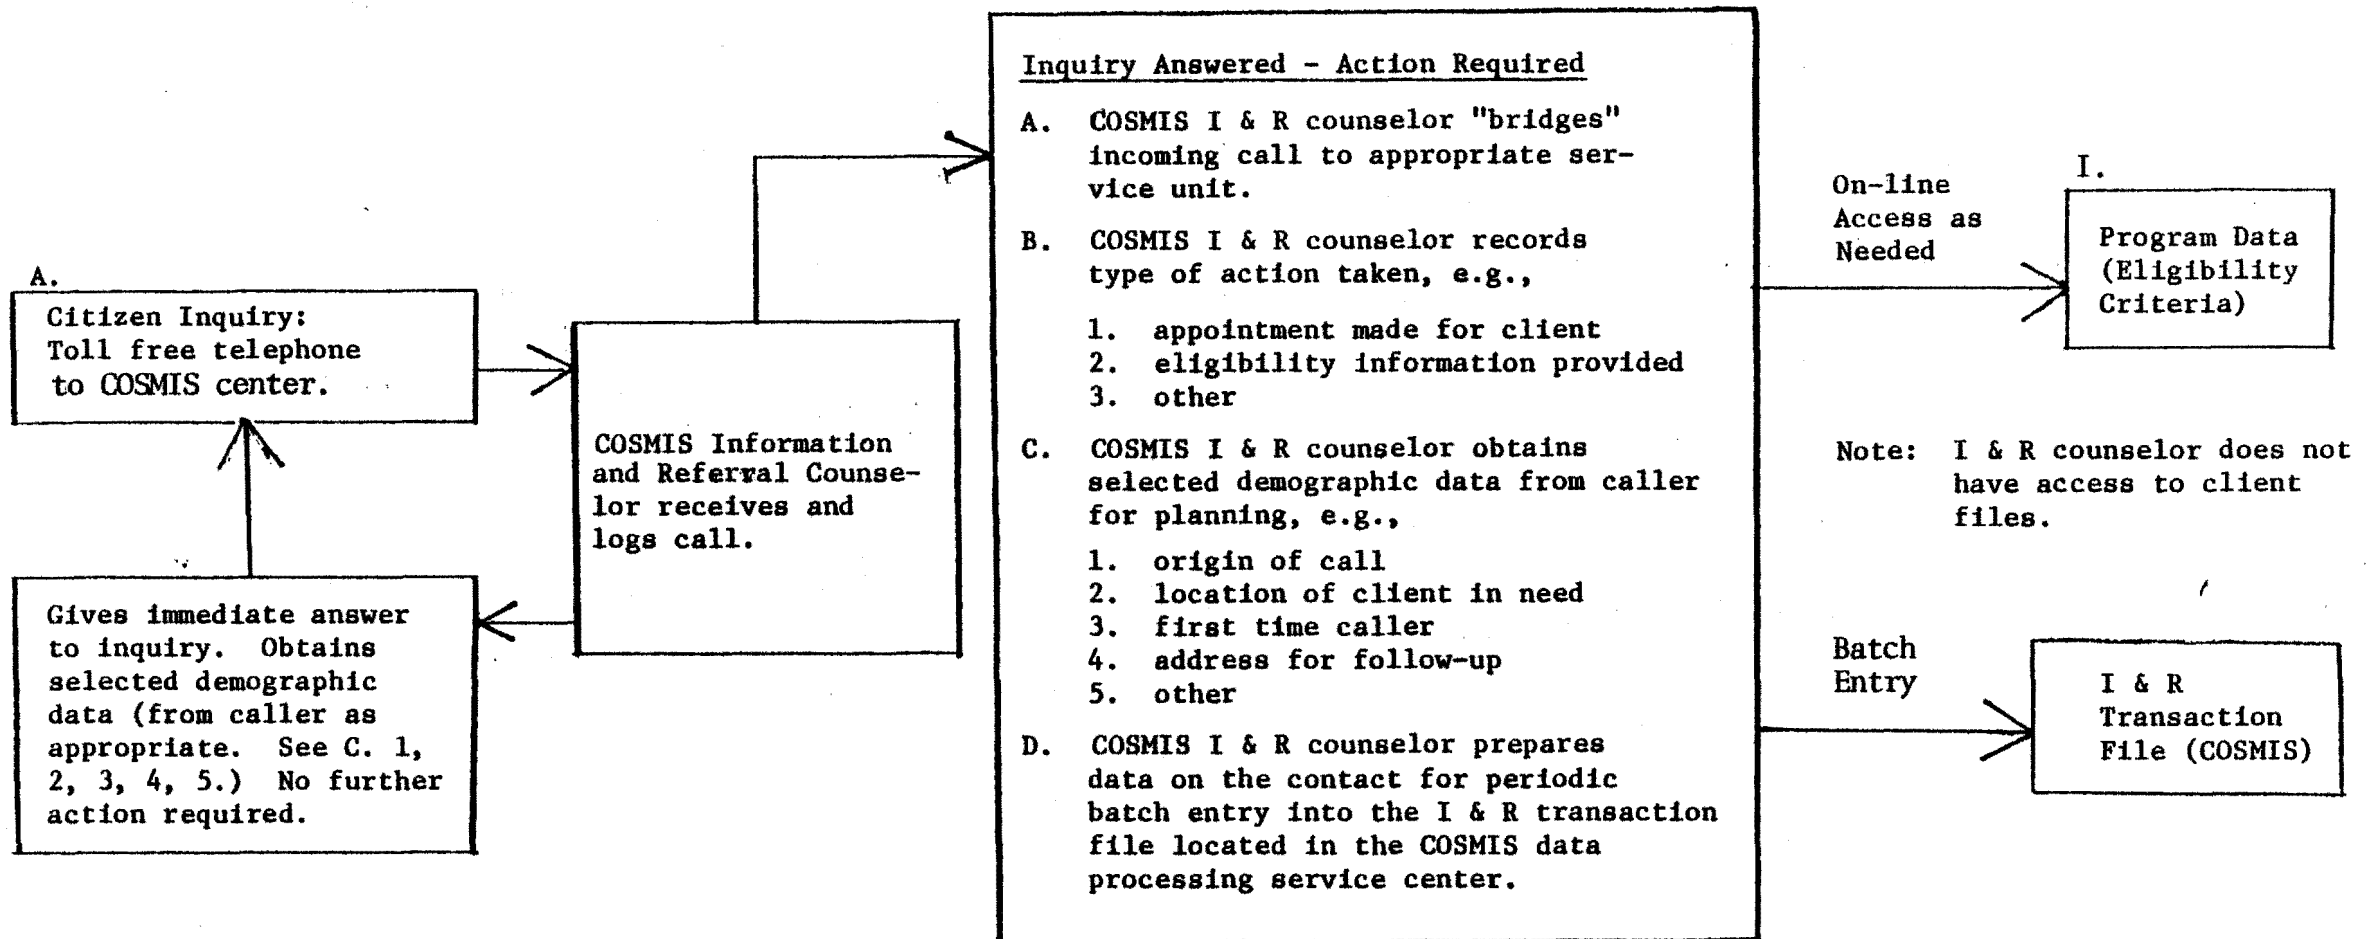 A.
Citizen Inquiry:
Toll free telephone
to COSMIS center.
Gives immediate answer
to inquiry. Obtains
selected demographic
data (from caller as
appropriate. See C. 1,
2, 3, 4, 5.) No further
action required.
COSMIS Information
and Referral Counse-
lor receives and
logs call.
Inquiry Answered - Action Required
A. COSMIS I & R counselor "bridges"
incoming call to appropriate ser-
vice unit.
B. COSMIS I & R counselor records
type of action taken, e.g.,
1. appointment made for client
2. eligibility information provided
3. other
C. COSMIS I & R counselor obtains
selected demographic data from caller
for planning, e.g.,
1. origin of call
2. location of client in need
3. first time caller
4. address for follow-up
5. other
D. COSMIS I & R counselor prepares
data on the contact for periodic
batch entry into the I & R transaction
file located in the COSMIS data
processing service center.
On-line
Access as
Needed
I.
Program Data
(Eligibility
Criteria)
Note: I & R counselor does not
have access to client
files.
Batch
Entry
I & R
Transaction
File (COSMIS)